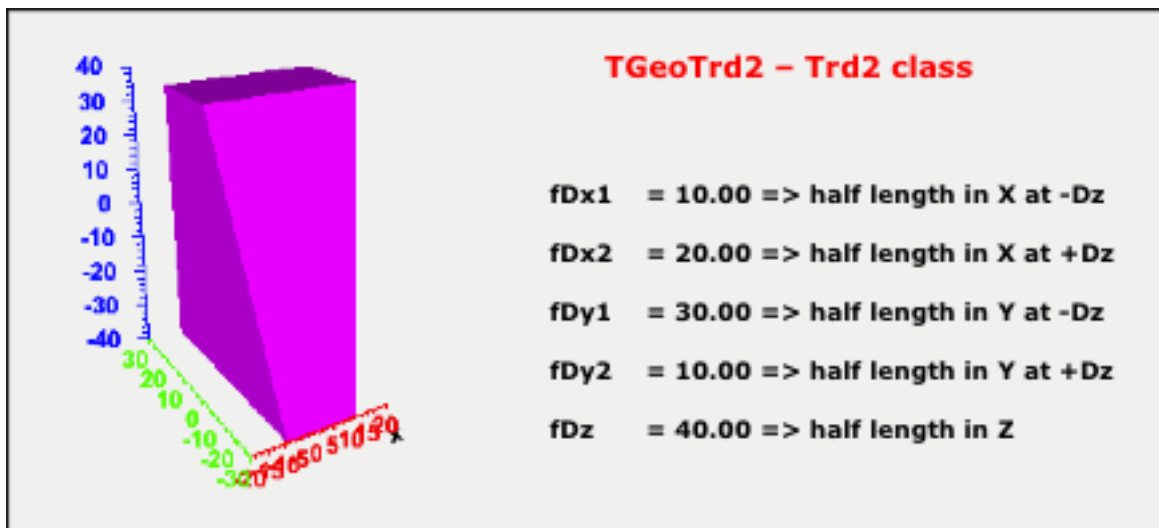 TGeoTrd2 – Trd2 class
40
30
20
10
0
-10
-20
-30
-40
30
20
10
0
-10
-20
-30
fDx1 = 10.00 => half length in X at -Dz
fDx2 = 20.00 => half length in X at +Dz
fDy1 = 30.00 => half length in Y at -Dz
fDy2 = 10.00 => half length in Y at +Dz
fDz = 40.00 => half length in Z